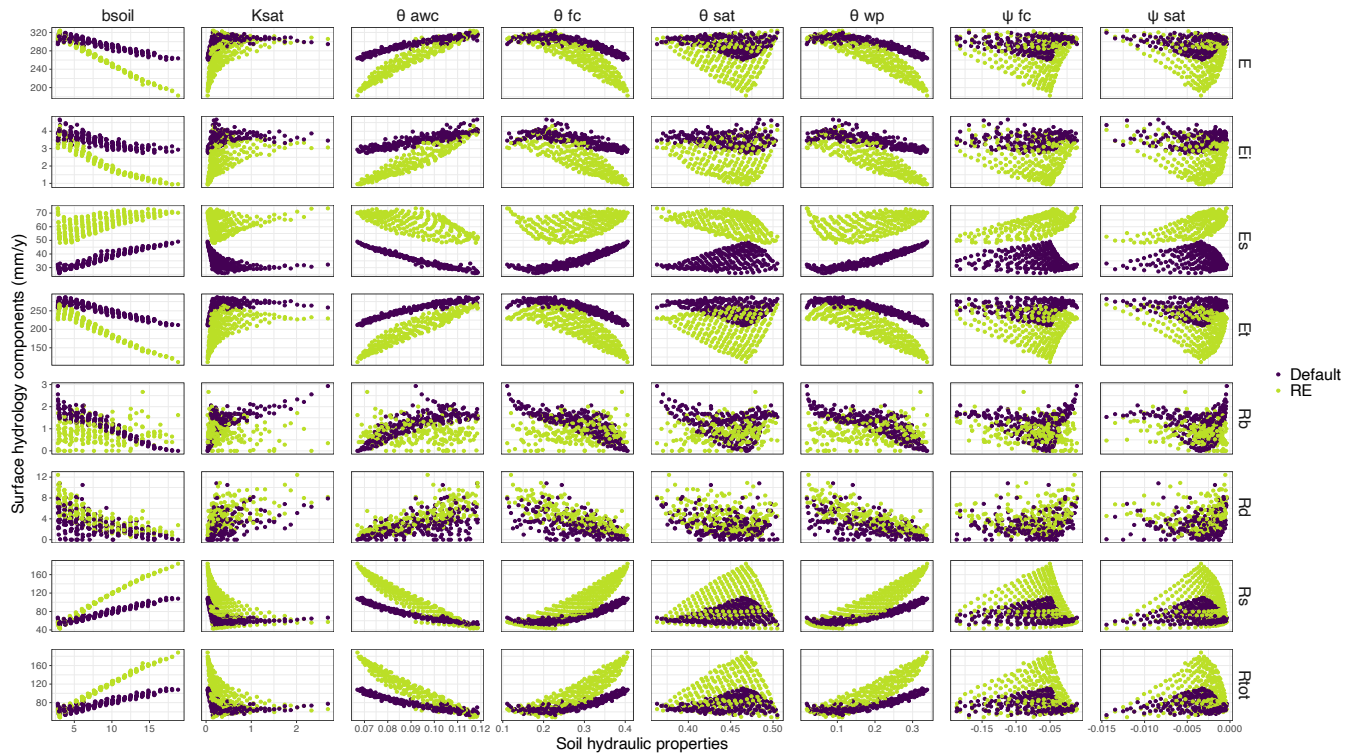 bsoil Ksat θ awc θ fc θ sat θ wp ψ fc ψ sat
320
280
240
200
E
4
3
2
1
Ei
70
60
50
40
30
Es
250
200
150
Et
3
2
1
0
Rb
12
8
4
0
Rd
160
120
80
40
Rs
160
120
80
Rtot
5 10 15 0 1 2 0.07 0.08 0.09 0.10 0.11 0.12 0.1 0.2 0.3 0.4 0.35 0.40 0.45 0.50 0.0 0.1 0.2 0.3 -0.15 -0.10 -0.05 -0.015 -0.010 -0.005 0.000
Soil hydraulic properties
Surface hydrology components (mm/y)
Default
RE